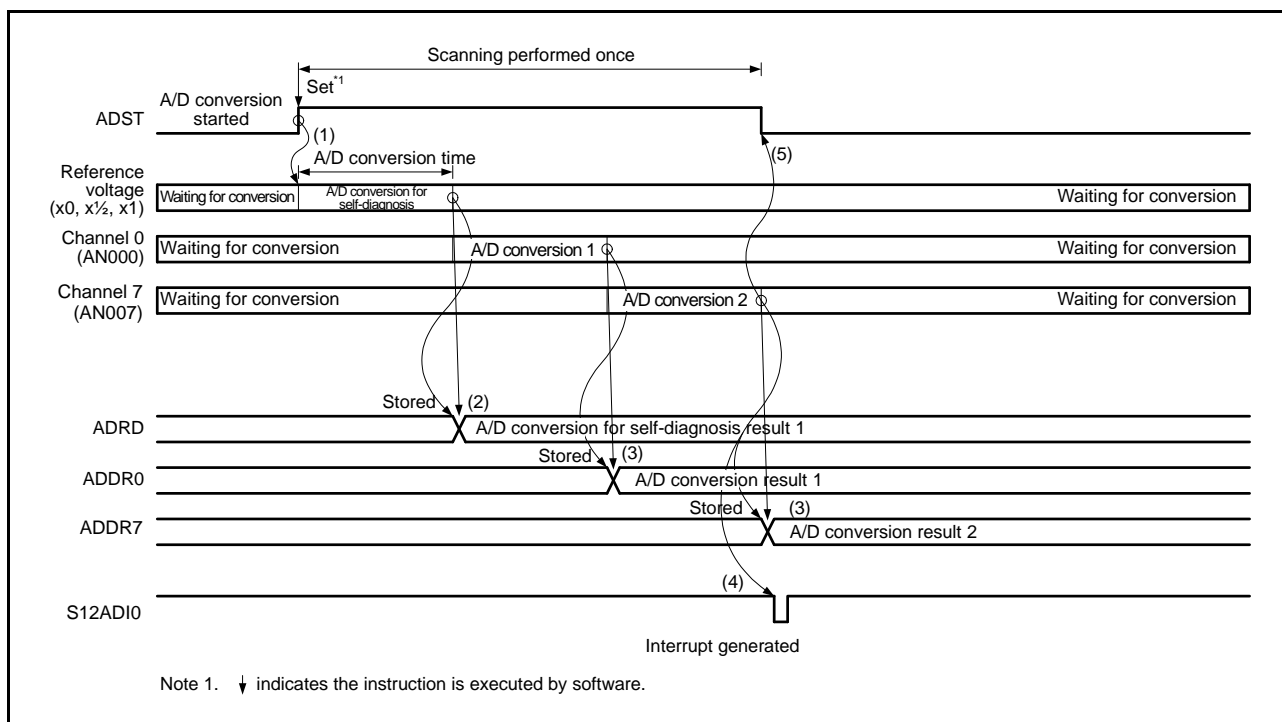 Scanning performed once
Set*1
A/D conversion
started
ADST
(1)
(5)
A/D conversion time
Reference
voltage
(x0, x½, x1)
Waiting for conversion
A/D conversion for
self-diagnosis
Waiting for conversion
Channel 0
(AN000)
Waiting for conversion
A/D conversion 1
Waiting for conversion
Channel 7
(AN007)
Waiting for conversion
A/D conversion 2
Waiting for conversion
Stored
(2)
ADRD
A/D conversion for self-diagnosis result 1
Stored
(3)
ADDR0
A/D conversion result 1
Stored
(3)
ADDR7
A/D conversion result 2
(4)
S12ADI0
Interrupt generated
Note 1. indicates the instruction is executed by software.